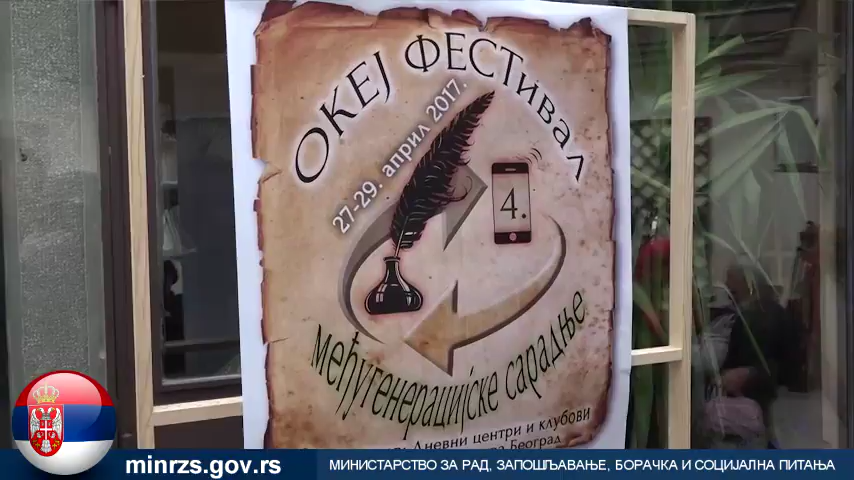 ОКЕЈ ФЕСТивал
27-29. април 2017.
4.
међугенерацијске сарадње
Дневни центри и клубови
Београд
minrzs.gov.rs
МИНИСТАРСТВО ЗА РАД, ЗАПОШЉАВАЊЕ, БОРАЧКА И СОЦИЈАЛНА ПИТАЊА